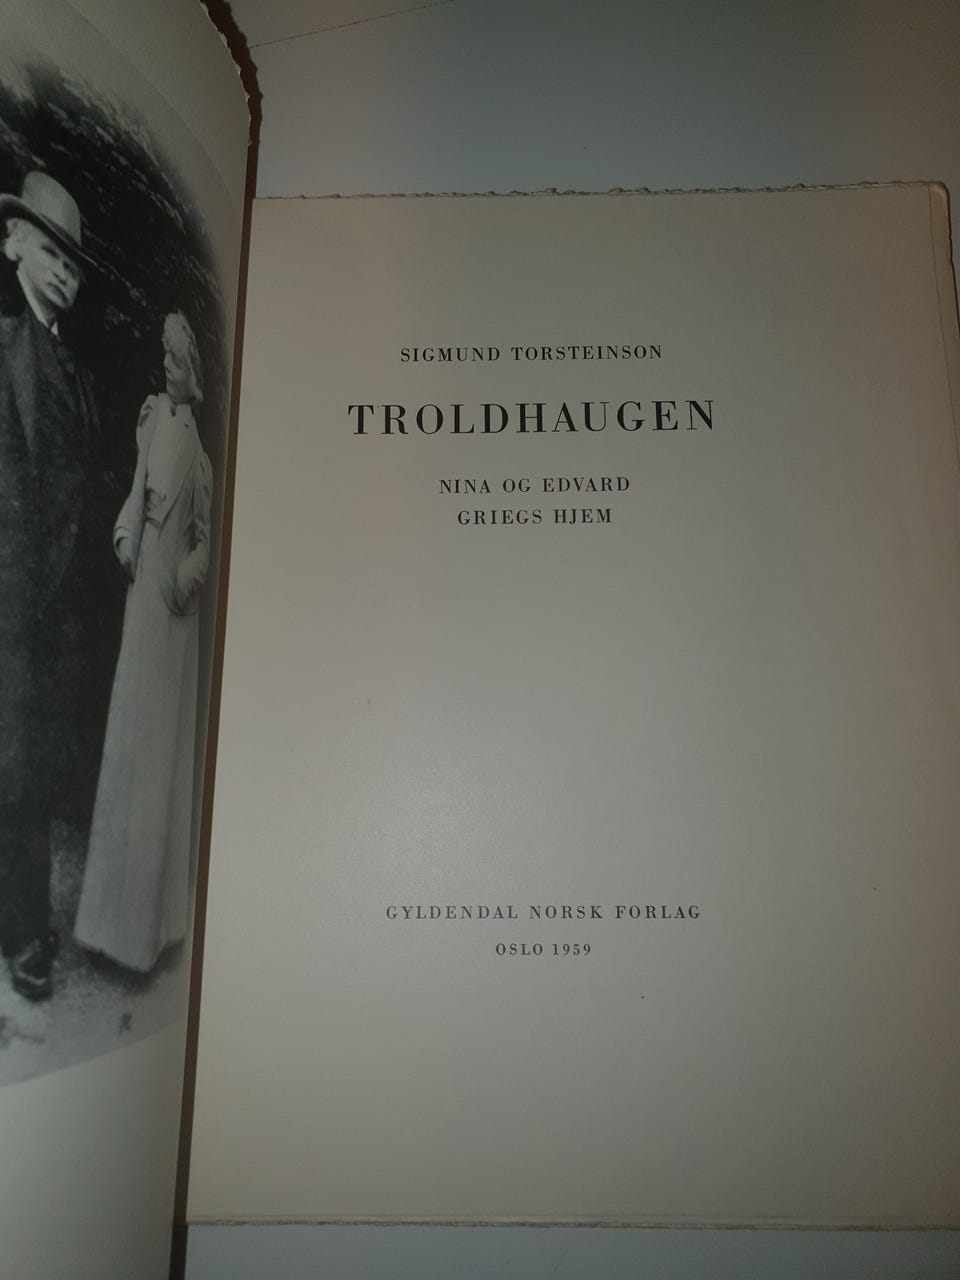 SIGMUND TORSTEINSON
TROLDHAUGEN
NINA OG EDVARD
GRIEGS HJEM
GYLDENDAL NORSK FORLAG
OSLO 1959